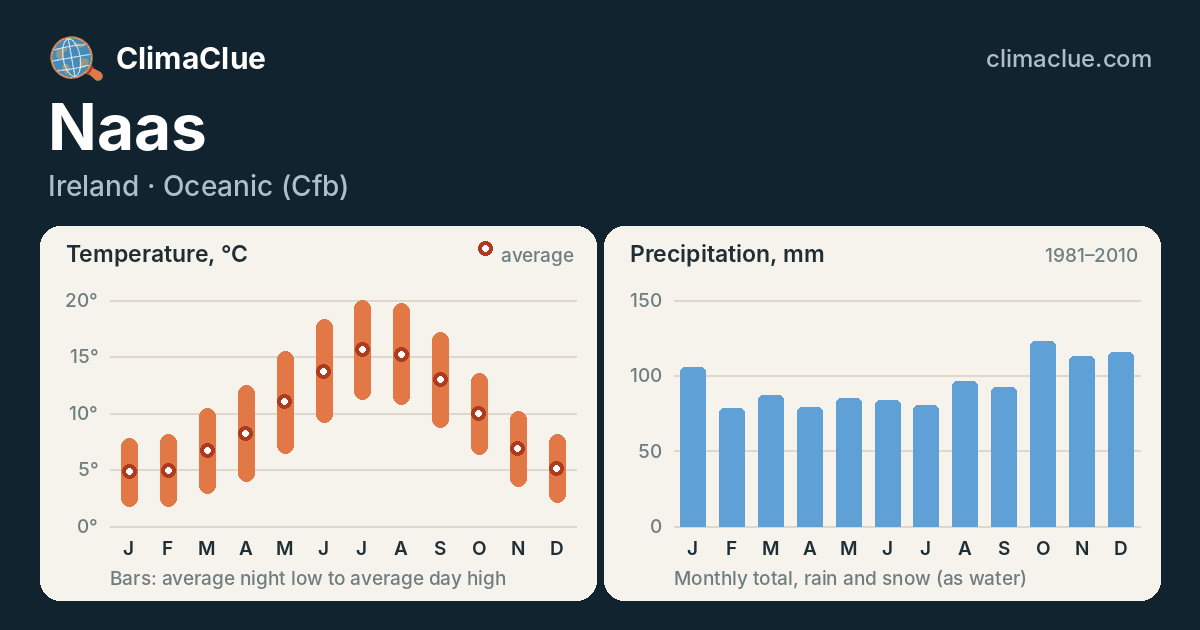 ClimaClue
climaclue.com
Naas
Ireland · Oceanic (Cfb)
Temperature, °C
average
20°
15°
10°
5°
0°
J F M A M J J A S O N D
Bars: average night low to average day high
Precipitation, mm
1981–2010
150
100
50
0
J F M A M J J A S O N D
Monthly total, rain and snow (as water)